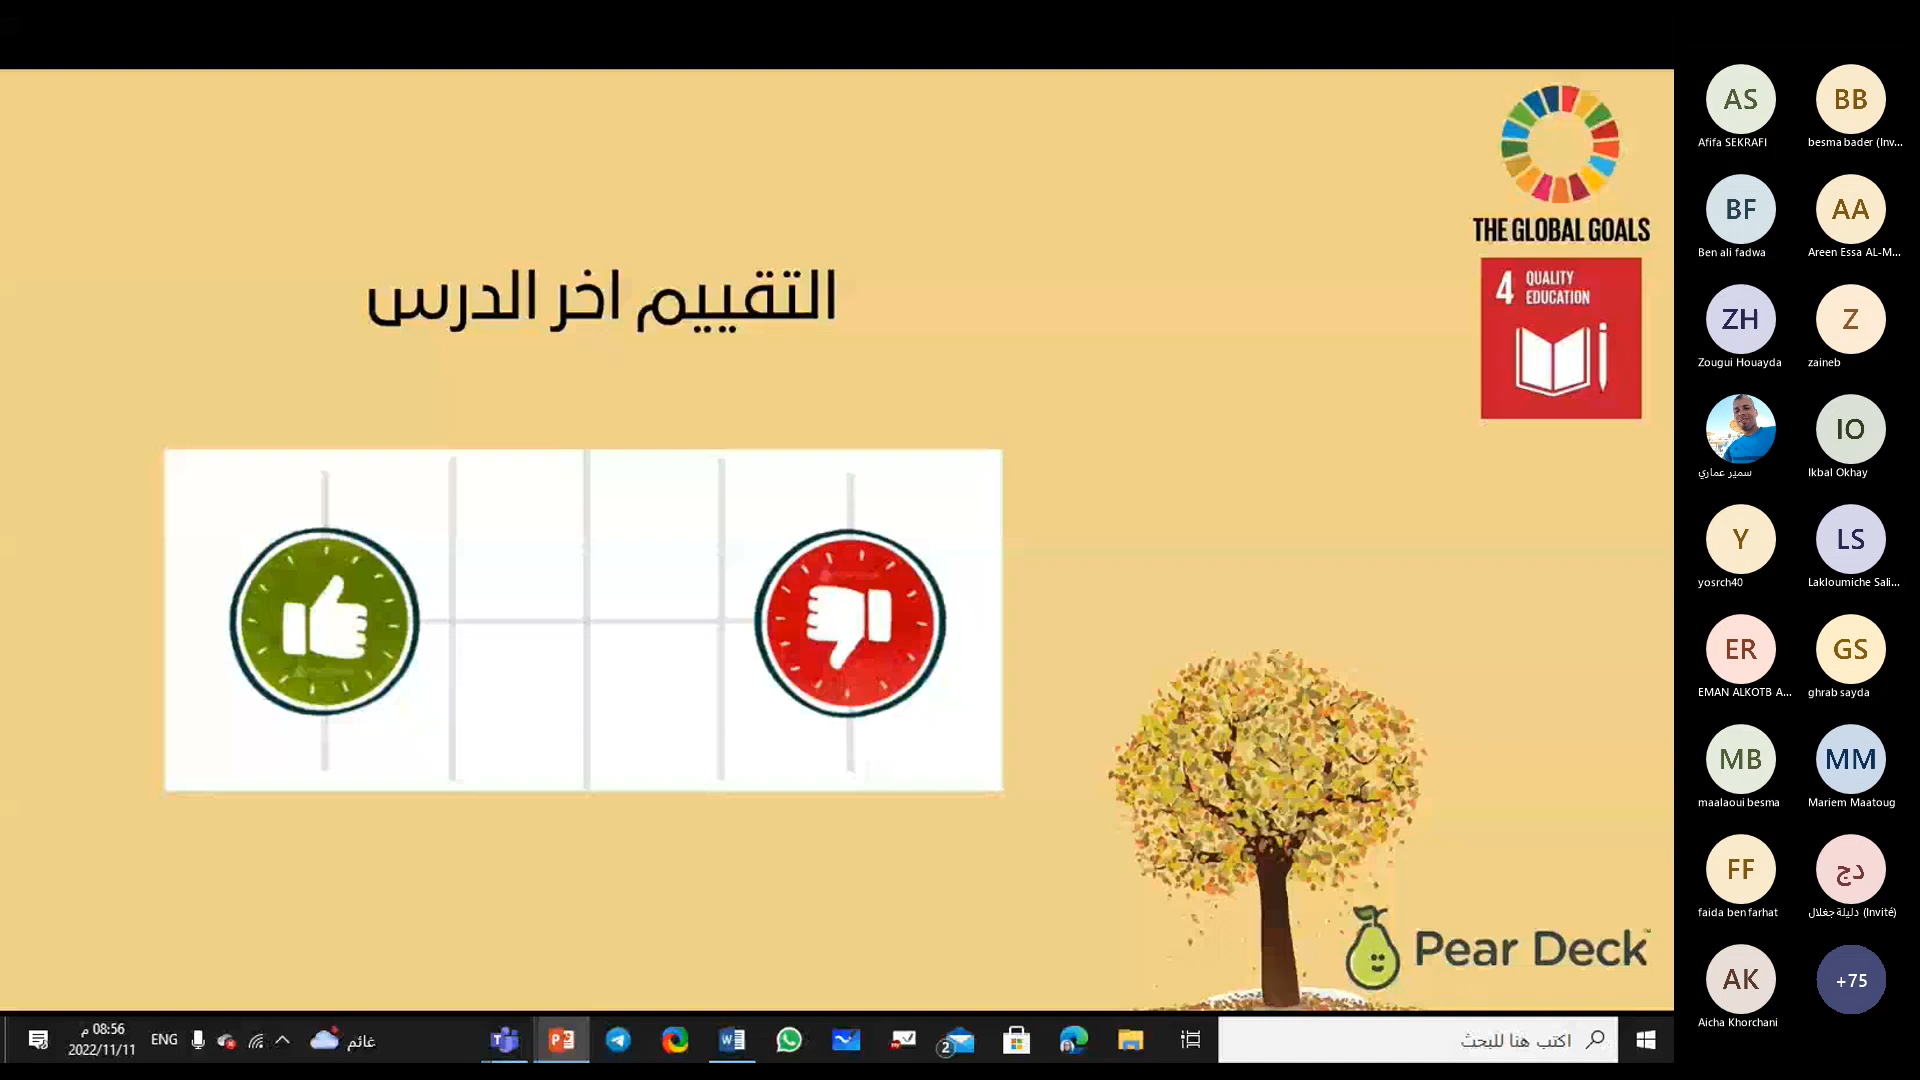 THE GLOBAL GOALS
4 QUALITY
EDUCATION
التقييم اخر الدرس
Pear Deck
AS
Afifa SEKRAFI
BB
besma bader (Inv...
BF
Ben ali fadwa
AA
Areen Essa AL-M...
ZH
Zougui Houayda
Z
zaineb
سمير عماري
IO
Ikbal Okhay
Y
yosrch40
LS
Lakloumiche Sali...
ER
EMAN ALKOTB A...
GS
ghrab sayda
MB
maalaoui besma
MM
Mariem Maatoug
FF
faida ben farhat
دج
دليلة جغلال (Invité)
AK
Aicha Khorchani
+75
08:56 م
2022/11/11
ENG
غائم
2
اكتب هنا للبحث